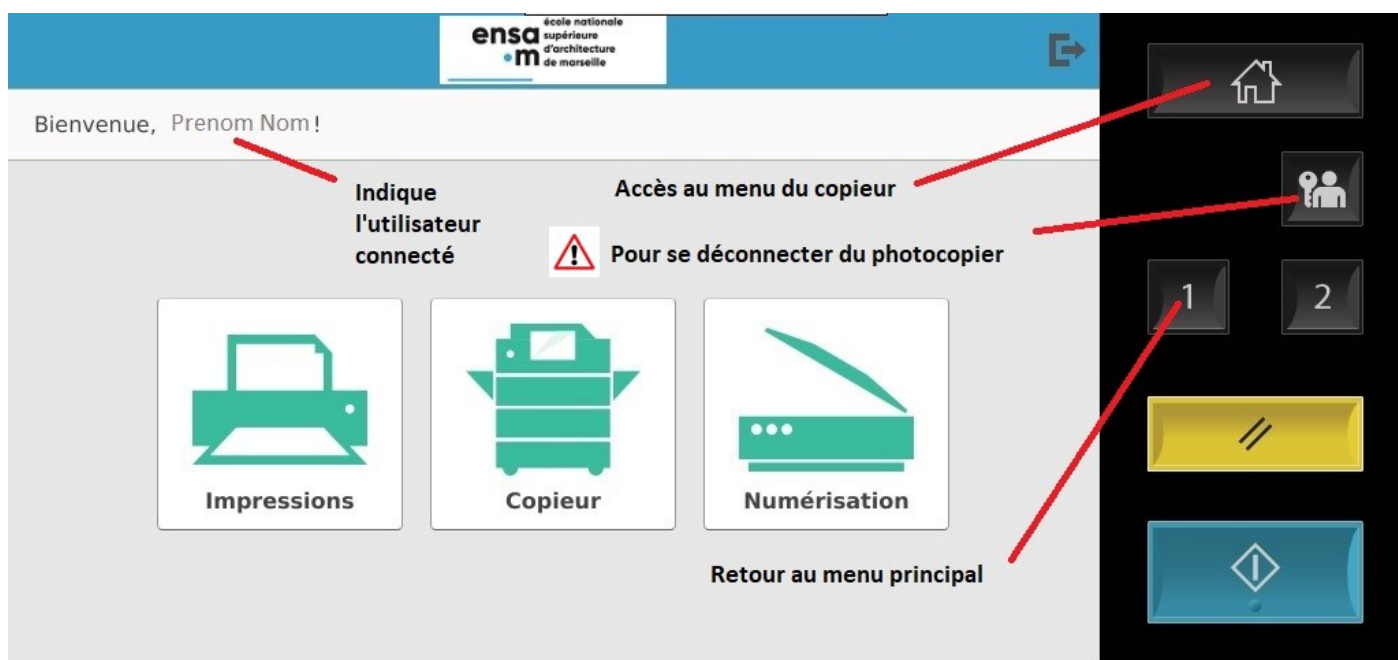 école nationale
ensa supérieure
•m d'architecture
de marseille
Bienvenue, Prenom Nom !
Indique
l'utilisateur
connecté
Accès au menu du copieur
Pour se déconnecter du photocopier
1
2
Impressions
Copieur
Numérisation
Retour au menu principal